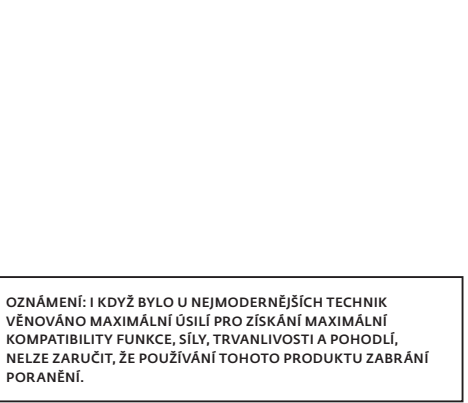 OZNÁMENÍ: I KDYŽ BYLO U NEJMODERNĚJŠÍCH TECHNIK
VĚNOVÁNO MAXIMÁLNÍ ÚSILÍ PRO ZÍSKÁNÍ MAXIMÁLNÍ
KOMPATIBILITY FUNKCE, SÍLY, TRVANLIVOSTI A POHODLÍ,
NELZE ZARUČIT, ŽE POUŽÍVÁNÍ TOHOTO PRODUKTU ZABRÁNÍ
PORANĚNÍ.